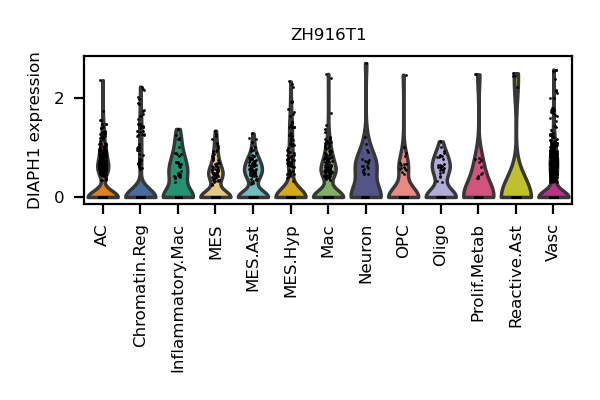 ZH916T1
DIAPH1 expression
2
0
AC
Chromatin.Reg
Inflammatory.Mac
MES
MES.Ast
MES.Hyp
Mac
Neuron
OPC
Oligo
Prolif.Metab
Reactive.Ast
Vasc